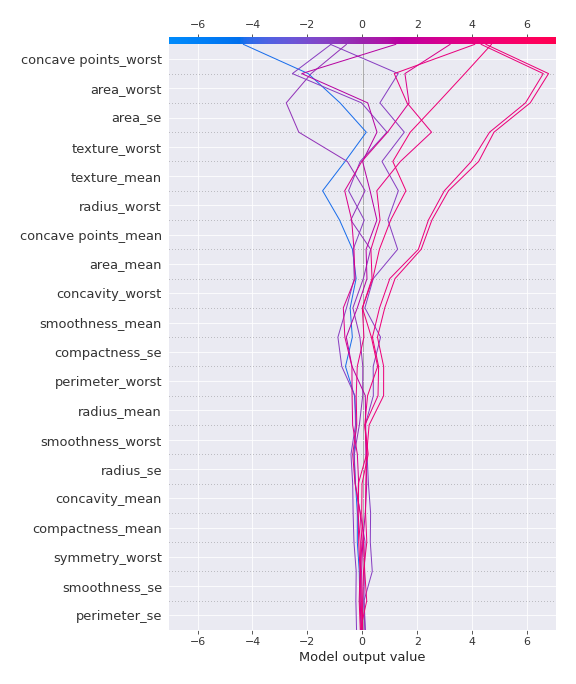 −6 −4 −2 0 2 4 6
concave points_worst
area_worst
area_se
texture_worst
texture_mean
radius_worst
concave points_mean
area_mean
concavity_worst
smoothness_mean
compactness_se
perimeter_worst
radius_mean
smoothness_worst
radius_se
concavity_mean
compactness_mean
symmetry_worst
smoothness_se
perimeter_se
−6 −4 −2 0 2 4 6
Model output value